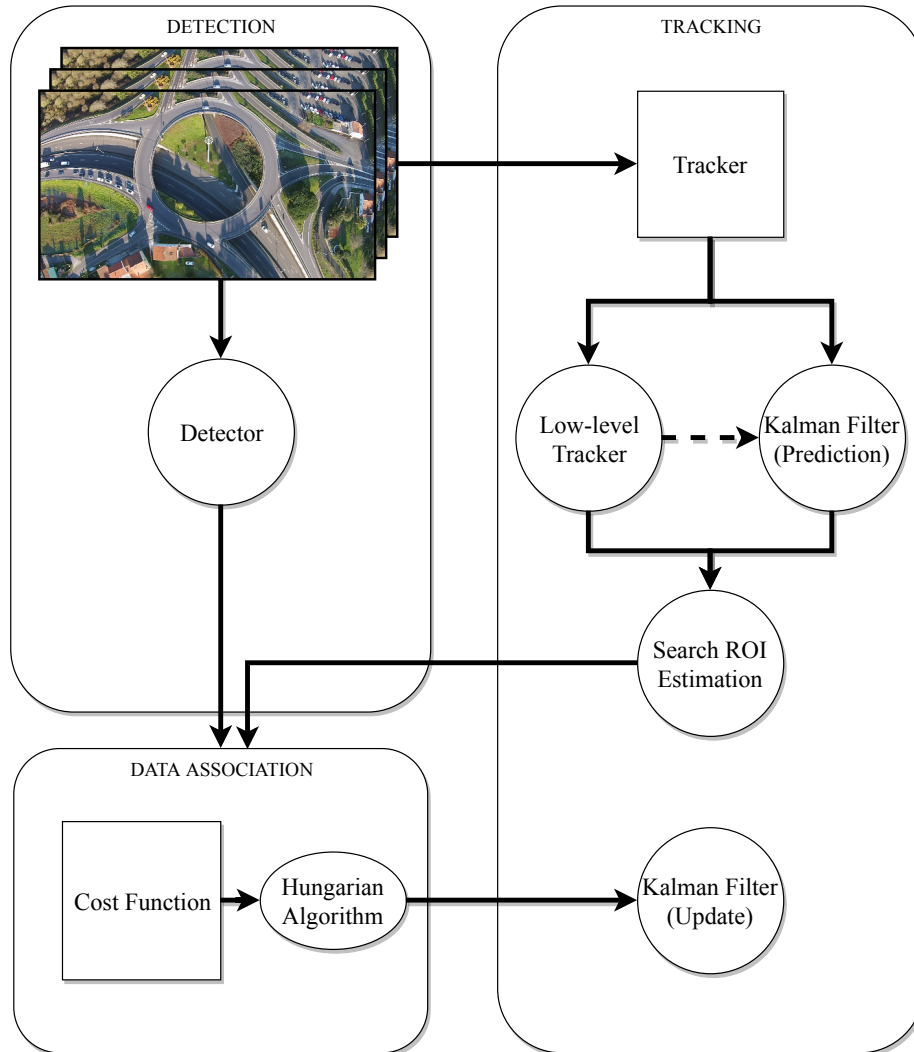 DETECTION
TRACKING
Tracker
Detector
Low-level
Tracker
Kalman Filter
(Prediction)
Search ROI
Estimation
DATA ASSOCIATION
Cost Function
Hungarian
Algorithm
Kalman Filter
(Update)